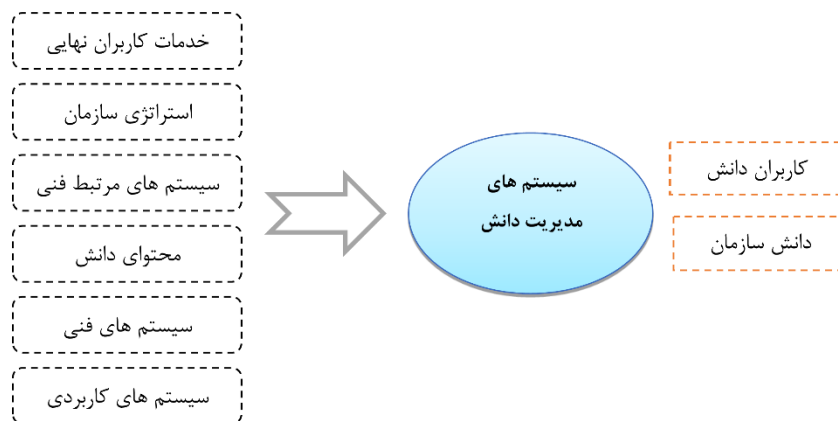 خدمات کاربران نهایی
استراتژی سازمان
سیستم های مرتبط فنی
محتوای دانش
سیستم های فنی
سیستم های کاربردی
سیستم های
مدیریت دانش
کاربران دانش
دانش سازمان